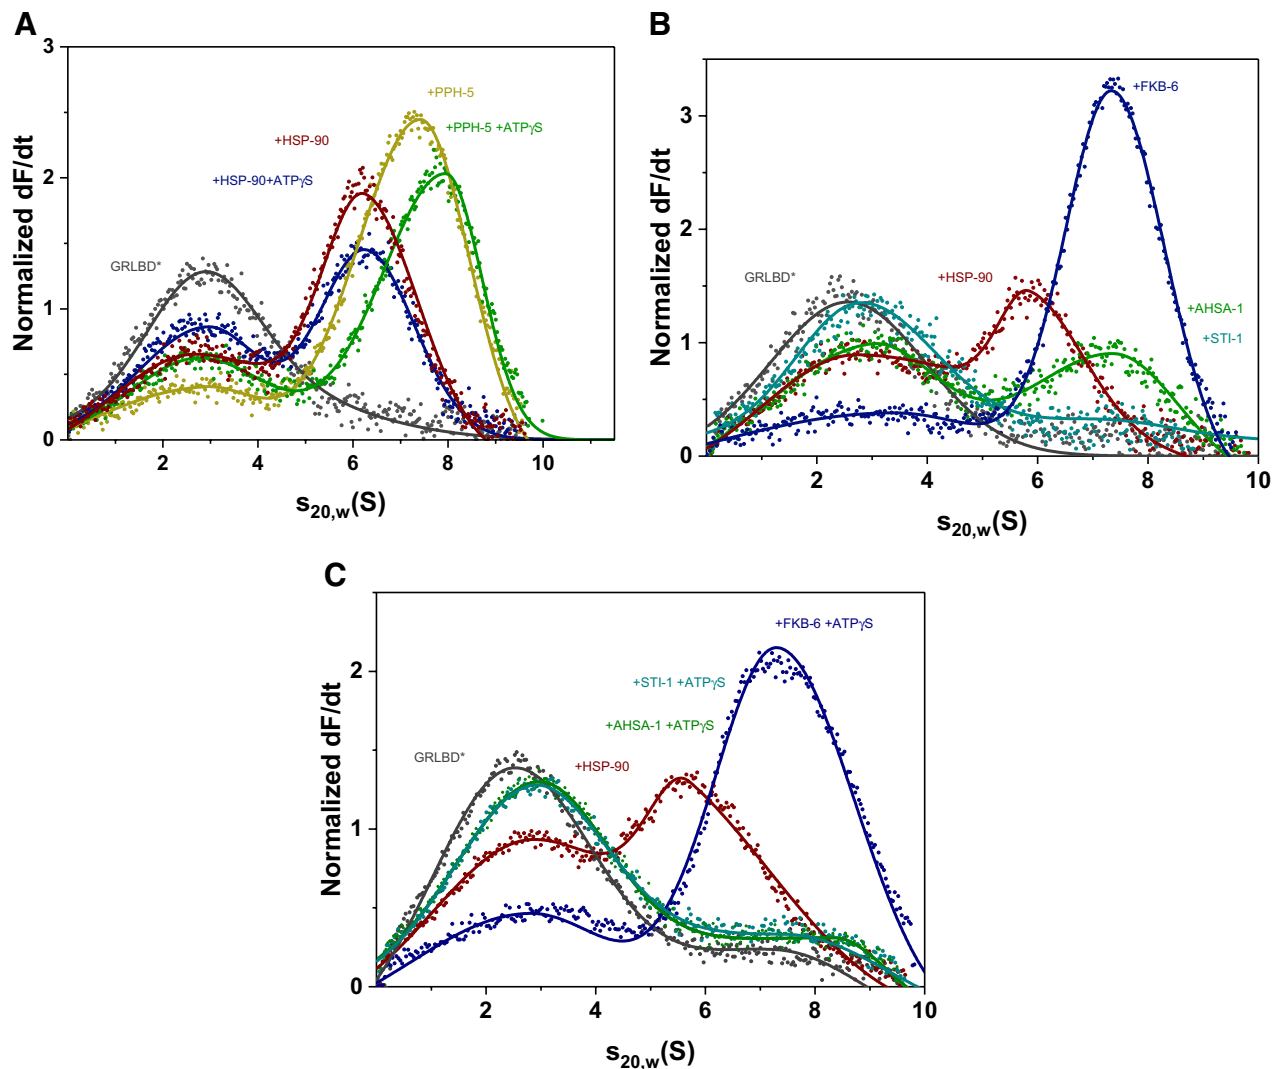 A
3
2
1
0
2
4
6
8
10
Normalized dF/dt
s20,w(S)
+PPH-5
+PPH-5 +ATPγS
+HSP-90
+HSP-90+ATPγS
GRLBD*
B
3
2
1
0
2
4
6
8
10
Normalized dF/dt
s20,w(S)
+FKB-6
GRLBD*
+HSP-90
+AHSA-1
+STI-1
C
2
1
0
2
4
6
8
10
Normalized dF/dt
s20,w(S)
+FKB-6 +ATPγS
+STI-1 +ATPγS
+AHSA-1 +ATPγS
GRLBD*
+HSP-90